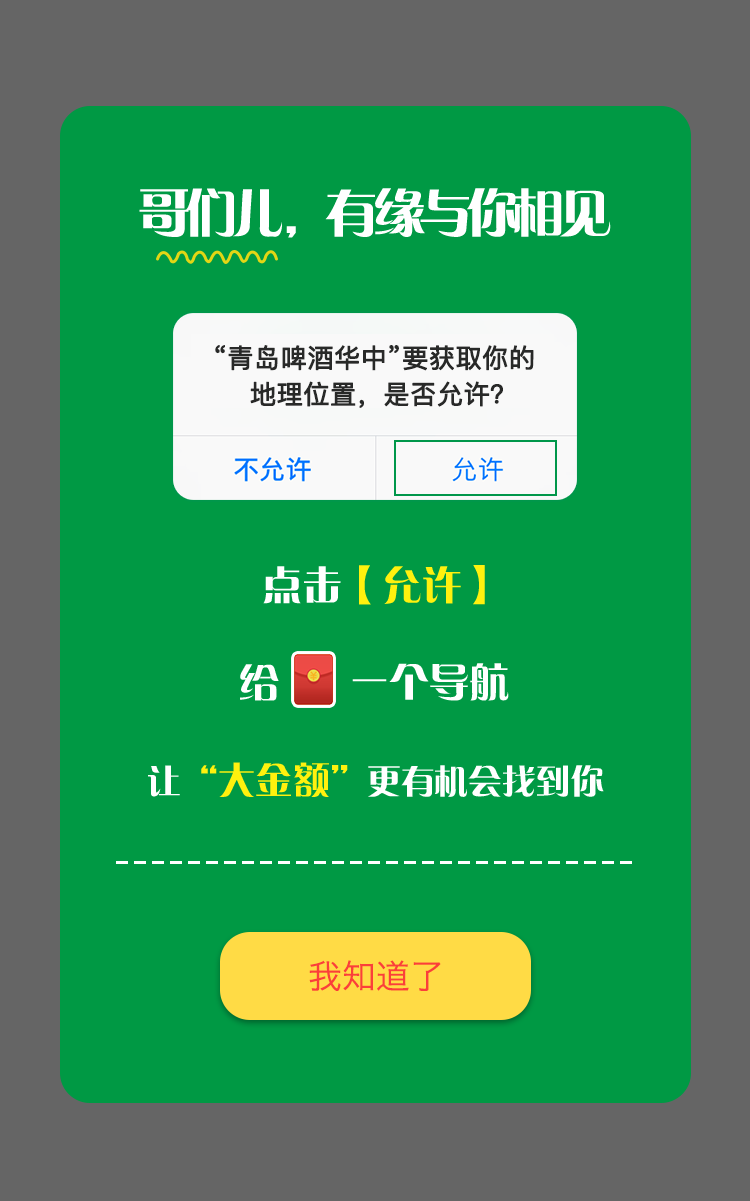 哥们儿，有缘与你相见
“青岛啤酒华中”要获取你的
地理位置，是否允许？
不允许
允许
点击【允许】
给 一个导航
让“大金额”更有机会找到你
我知道了